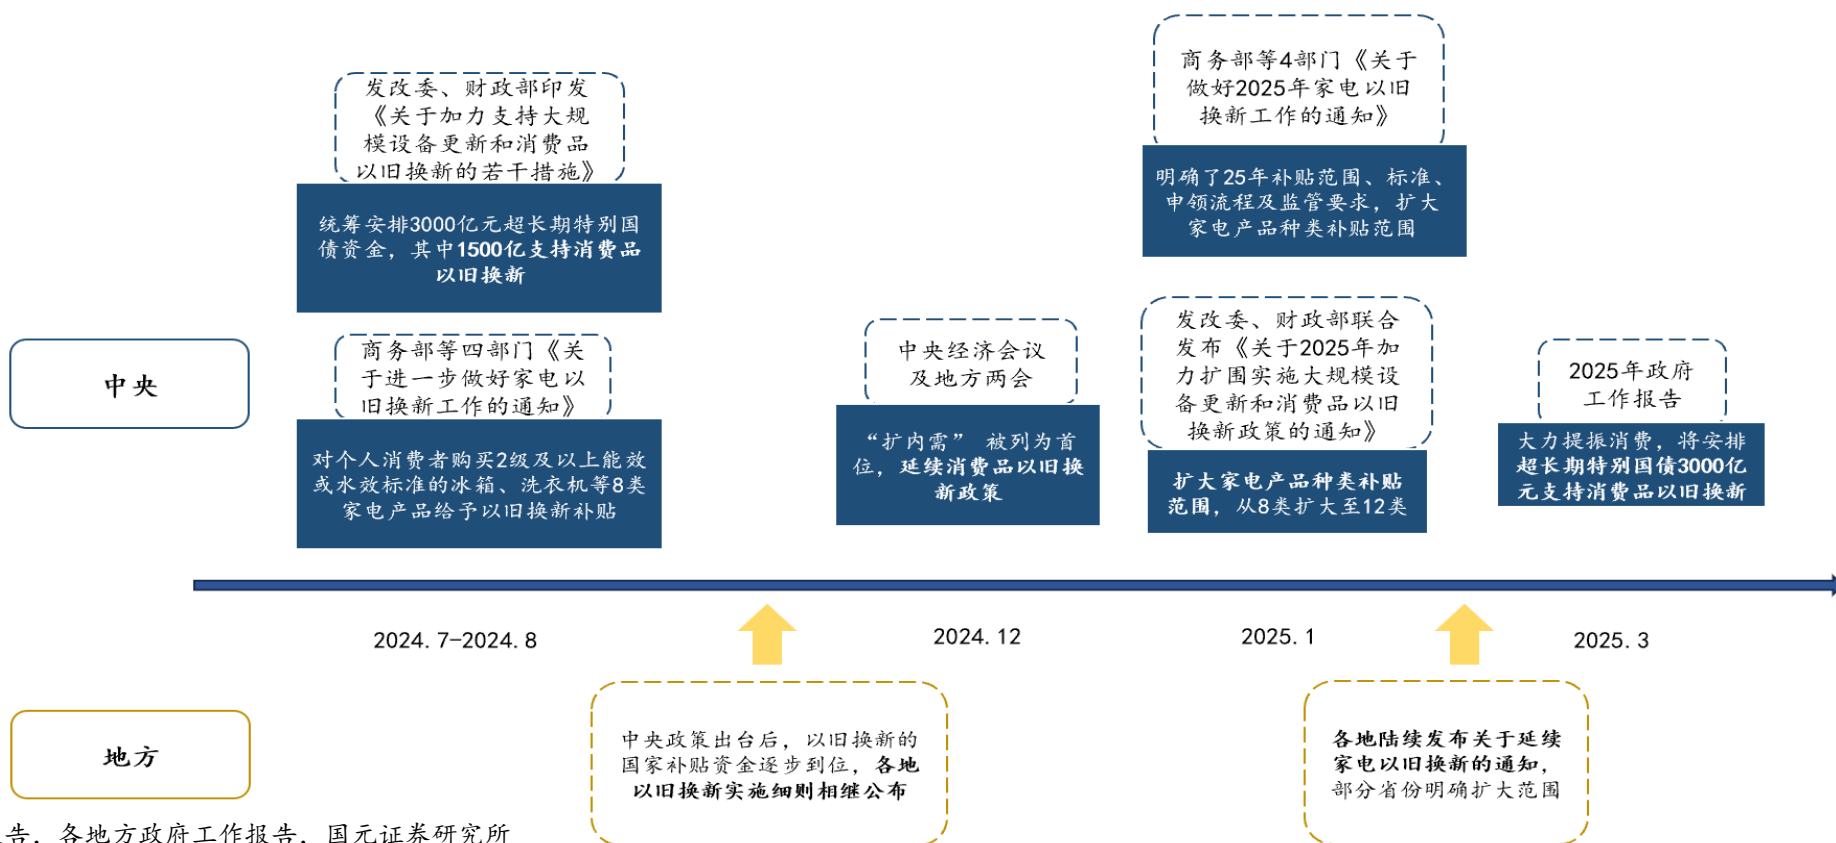 发改委、财政部印发
《关于加力支持大规
模设备更新和消费品
以旧换新的若干措施》
统筹安排3000亿元超长期特别国
债资金，其中1500亿支持消费品
以旧换新
商务部等四部门《关
于进一步做好家电以
旧换新工作的通知》
对个人消费者购买2级及以上能效
或水效标准的冰箱、洗衣机等8类
家电产品给予以旧换新补贴
中央经济会议
及地方两会
“扩内需” 被列为首
位，延续消费品以旧换
新政策
商务部等4部门《关于
做好2025年家电以旧
换新工作的通知》
明确了25年补贴范围、标准、
申领流程及监管要求，扩大
家电产品种类补贴范围
发改委、财政部联合
发布《关于2025年加
力扩围实施大规模设
备更新和消费品以旧
换新政策的通知》
扩大家电产品种类补贴
范围，从8类扩大至12类
2025年政府
工作报告
大力提振消费，将安排
超长期特别国债3000亿
元支持消费品以旧换新
中央
2024.7-2024.8
2024.12
2025.1
2025.3
地方
中央政策出台后，以旧换新的
国家补贴资金逐步到位，各地
以旧换新实施细则相继公布
各地陆续发布关于延续
家电以旧换新的通知，
部分省份明确扩大范围
告，各地方政府工作报告，国元证券研究所